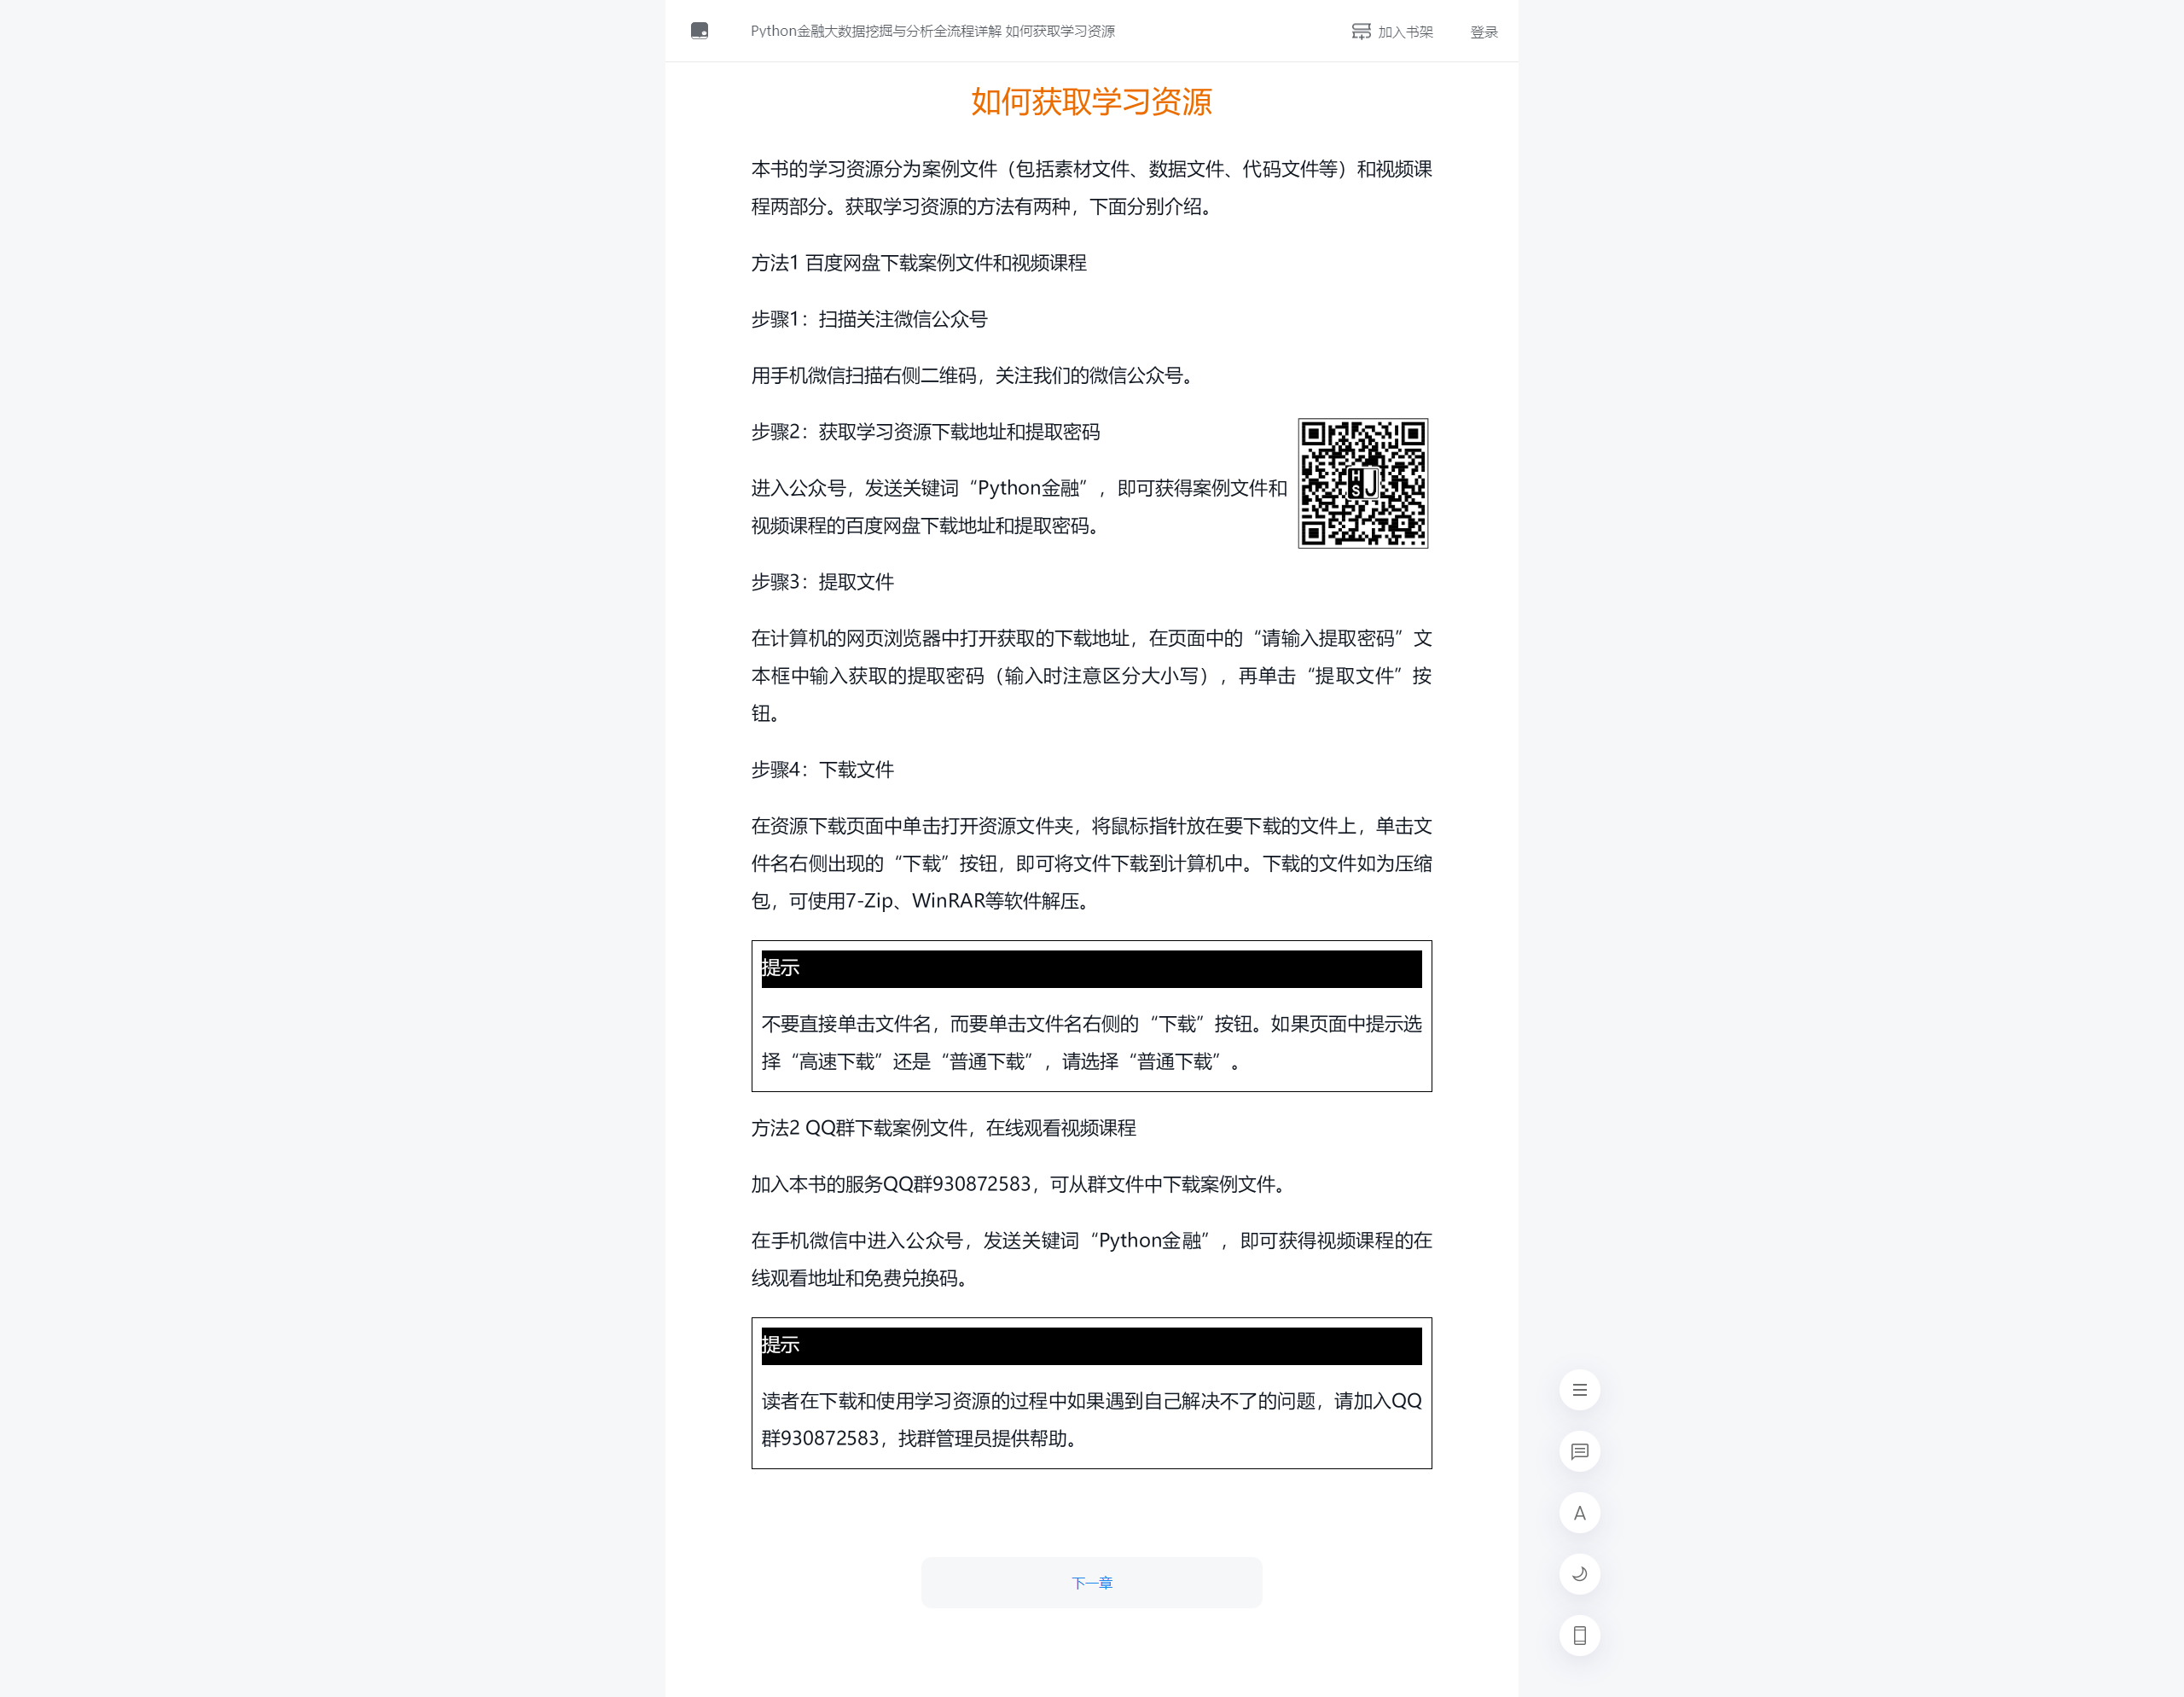 Python金融大数据挖掘与分析全流程详解 如何获取学习资源
加入书架
登录
如何获取学习资源
本书的学习资源分为案例文件（包括素材文件、数据文件、代码文件等）和视频课
程两部分。获取学习资源的方法有两种，下面分别介绍。
方法1 百度网盘下载案例文件和视频课程
步骤1：扫描关注微信公众号
用手机微信扫描右侧二维码，关注我们的微信公众号。
步骤2：获取学习资源下载地址和提取密码
进入公众号，发送关键词“Python金融”，即可获得案例文件和
视频课程的百度网盘下载地址和提取密码。
步骤3：提取文件
在计算机的网页浏览器中打开获取的下载地址，在页面中的“请输入提取密码”文
本框中输入获取的提取密码（输入时注意区分大小写），再单击“提取文件”按
钮。
步骤4：下载文件
在资源下载页面中单击打开资源文件夹，将鼠标指针放在要下载的文件上，单击文
件名右侧出现的“下载”按钮，即可将文件下载到计算机中。下载的文件如为压缩
包，可使用7-Zip、WinRAR等软件解压。
提示
不要直接单击文件名，而要单击文件名右侧的“下载”按钮。如果页面中提示选
择“高速下载”还是“普通下载”，请选择“普通下载”。
方法2 QQ群下载案例文件，在线观看视频课程
加入本书的服务QQ群930872583，可从群文件中下载案例文件。
在手机微信中进入公众号，发送关键词“Python金融”，即可获得视频课程的在
线观看地址和免费兑换码。
提示
读者在下载和使用学习资源的过程中如果遇到自己解决不了的问题，请加入QQ
群930872583，找群管理员提供帮助。
A
下一章